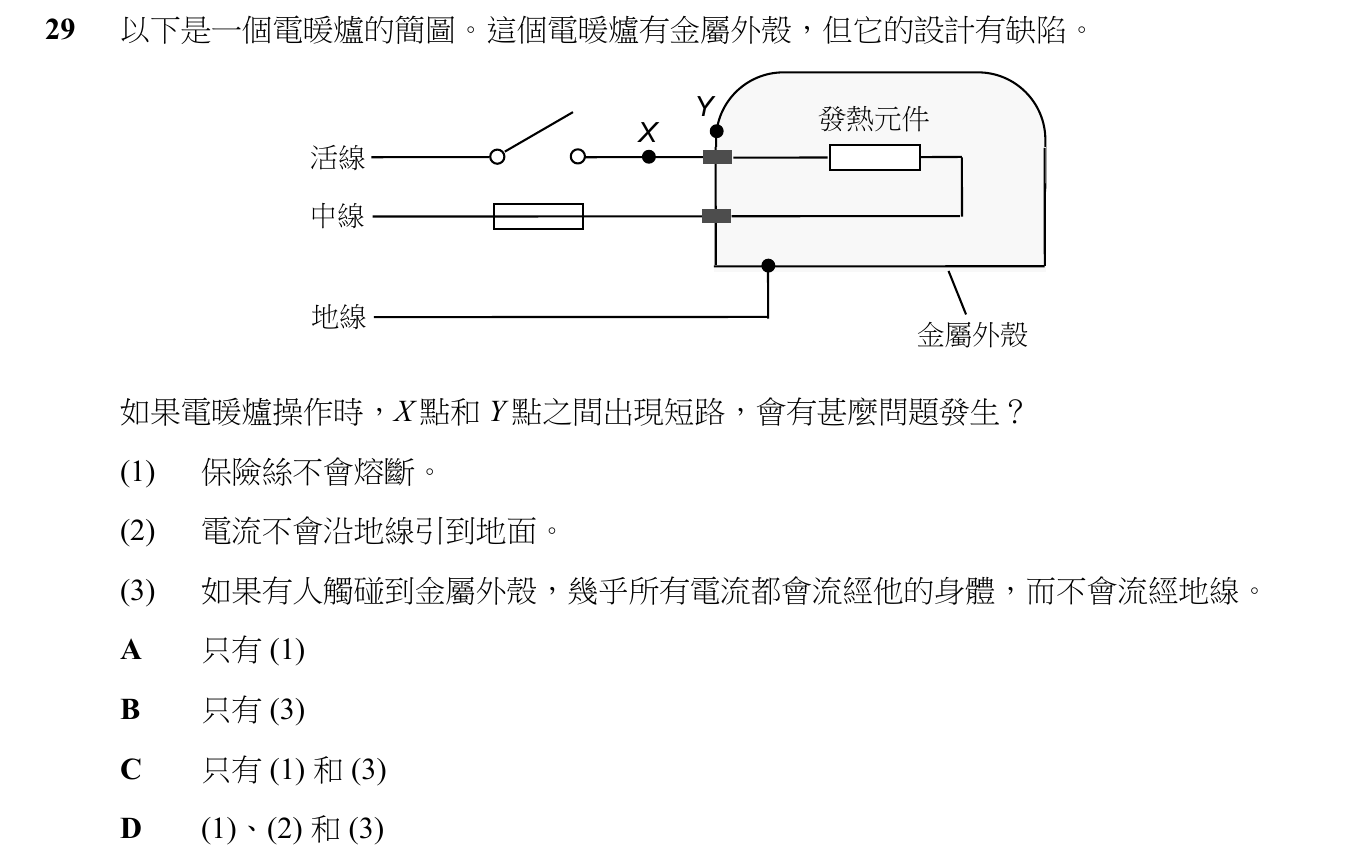 29 以下是一個電暖爐的簡圖。這個電暖爐有金屬外殼，但它的設計有缺陷。
Y
X
發熱元件
活線
中線
地線
金屬外殼
如果電暖爐操作時，X 點和 Y 點之間出現短路，會有甚麼問題發生？
(1) 保險絲不會熔斷。
(2) 電流不會沿地線引到地面。
(3) 如果有人觸碰到金屬外殼，幾乎所有電流都會流經他的身體，而不會流經地線。
A 只有 (1)
B 只有 (3)
C 只有 (1) 和 (3)
D (1)、(2) 和 (3)